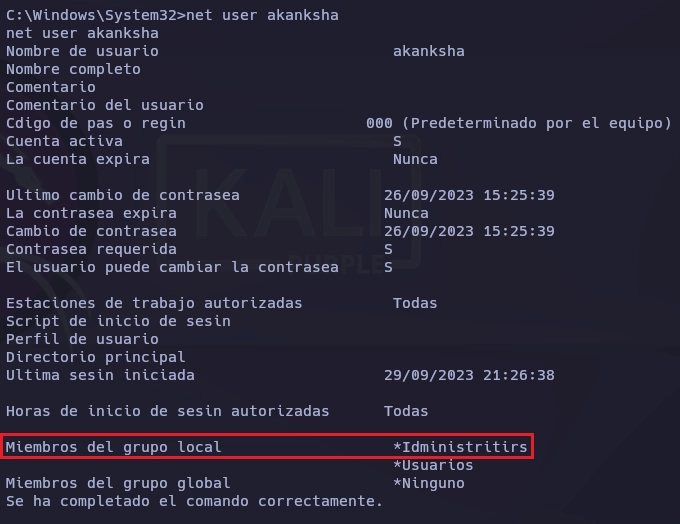 C:\Windows\System32>net user akanksha
net user akanksha
Nombre de usuario akanksha
Nombre completo
Comentario
Comentario del usuario
Cdigo de pas o regin 000 (Predeterminado por el equipo)
Cuenta activa S
La cuenta expira Nunca
Ultimo cambio de contrasea 26/09/2023 15:25:39
La contrasea expira Nunca
Cambio de contrasea 26/09/2023 15:25:39
Contrasea requerida S
El usuario puede cambiar la contrasea S
Estaciones de trabajo autorizadas Todas
Script de inicio de sesin
Perfil de usuario
Directorio principal
Ultima sesin iniciada 29/09/2023 21:26:38
Horas de inicio de sesin autorizadas Todas
Miembros del grupo local *Idministritirs
*Usuarios
Miembros del grupo global *Ninguno
Se ha completado el comando correctamente.
KALI
PURPLE